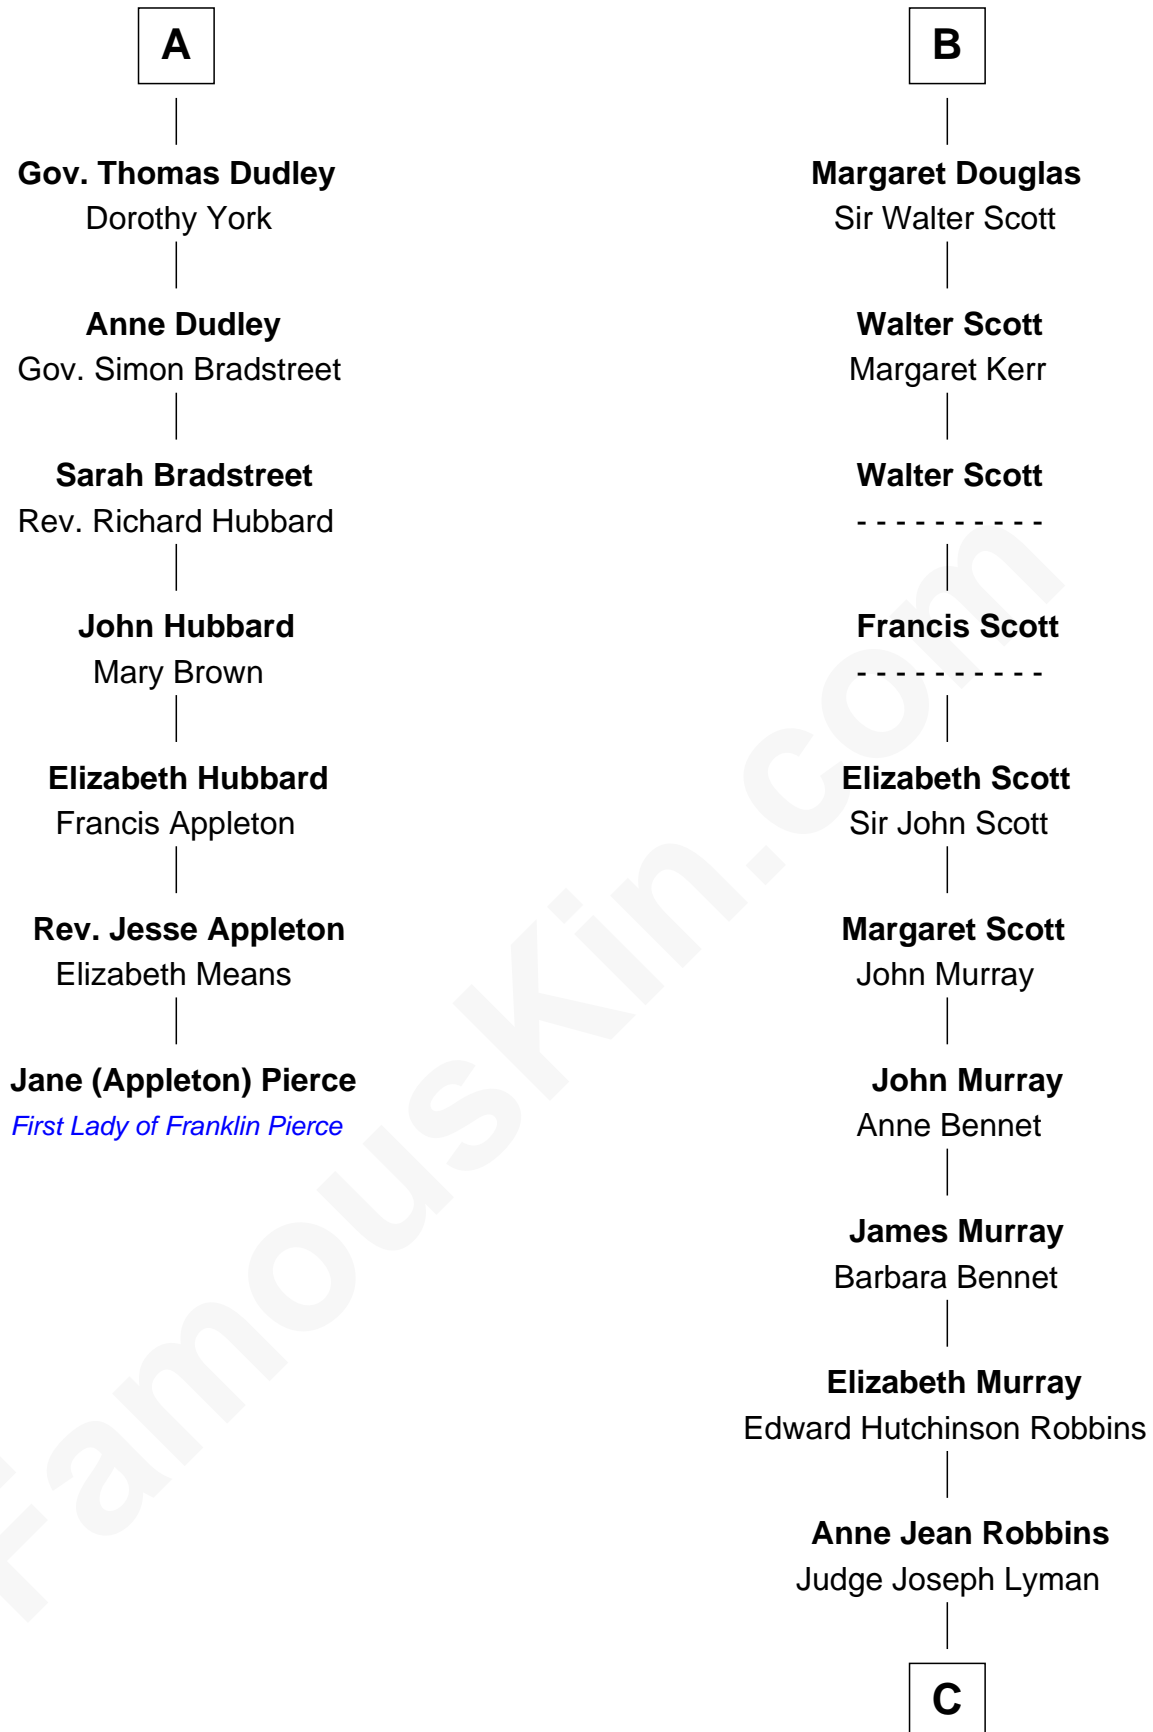 A
Gov. Thomas Dudley
Dorothy York
Anne Dudley
Gov. Simon Bradstreet
Sarah Bradstreet
Rev. Richard Hubbard
John Hubbard
Mary Brown
Elizabeth Hubbard
Francis Appleton
Rev. Jesse Appleton
Elizabeth Means
Jane (Appleton) Pierce
First Lady of Franklin Pierce
B
Margaret Douglas
Sir Walter Scott
Walter Scott
Margaret Kerr
Walter Scott
- - - - - - - - - -
Francis Scott
- - - - - - - - - -
Elizabeth Scott
Sir John Scott
Margaret Scott
John Murray
John Murray
Anne Bennet
James Murray
Barbara Bennet
Elizabeth Murray
Edward Hutchinson Robbins
Anne Jean Robbins
Judge Joseph Lyman
C
FamousKin.com